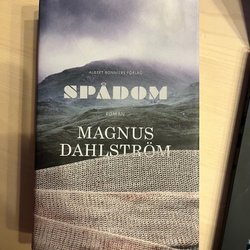 ALBERT BONNIERS FÖRLAG
SPÅDOM
ROMAN
MAGNUS
DAHLSTRÖM